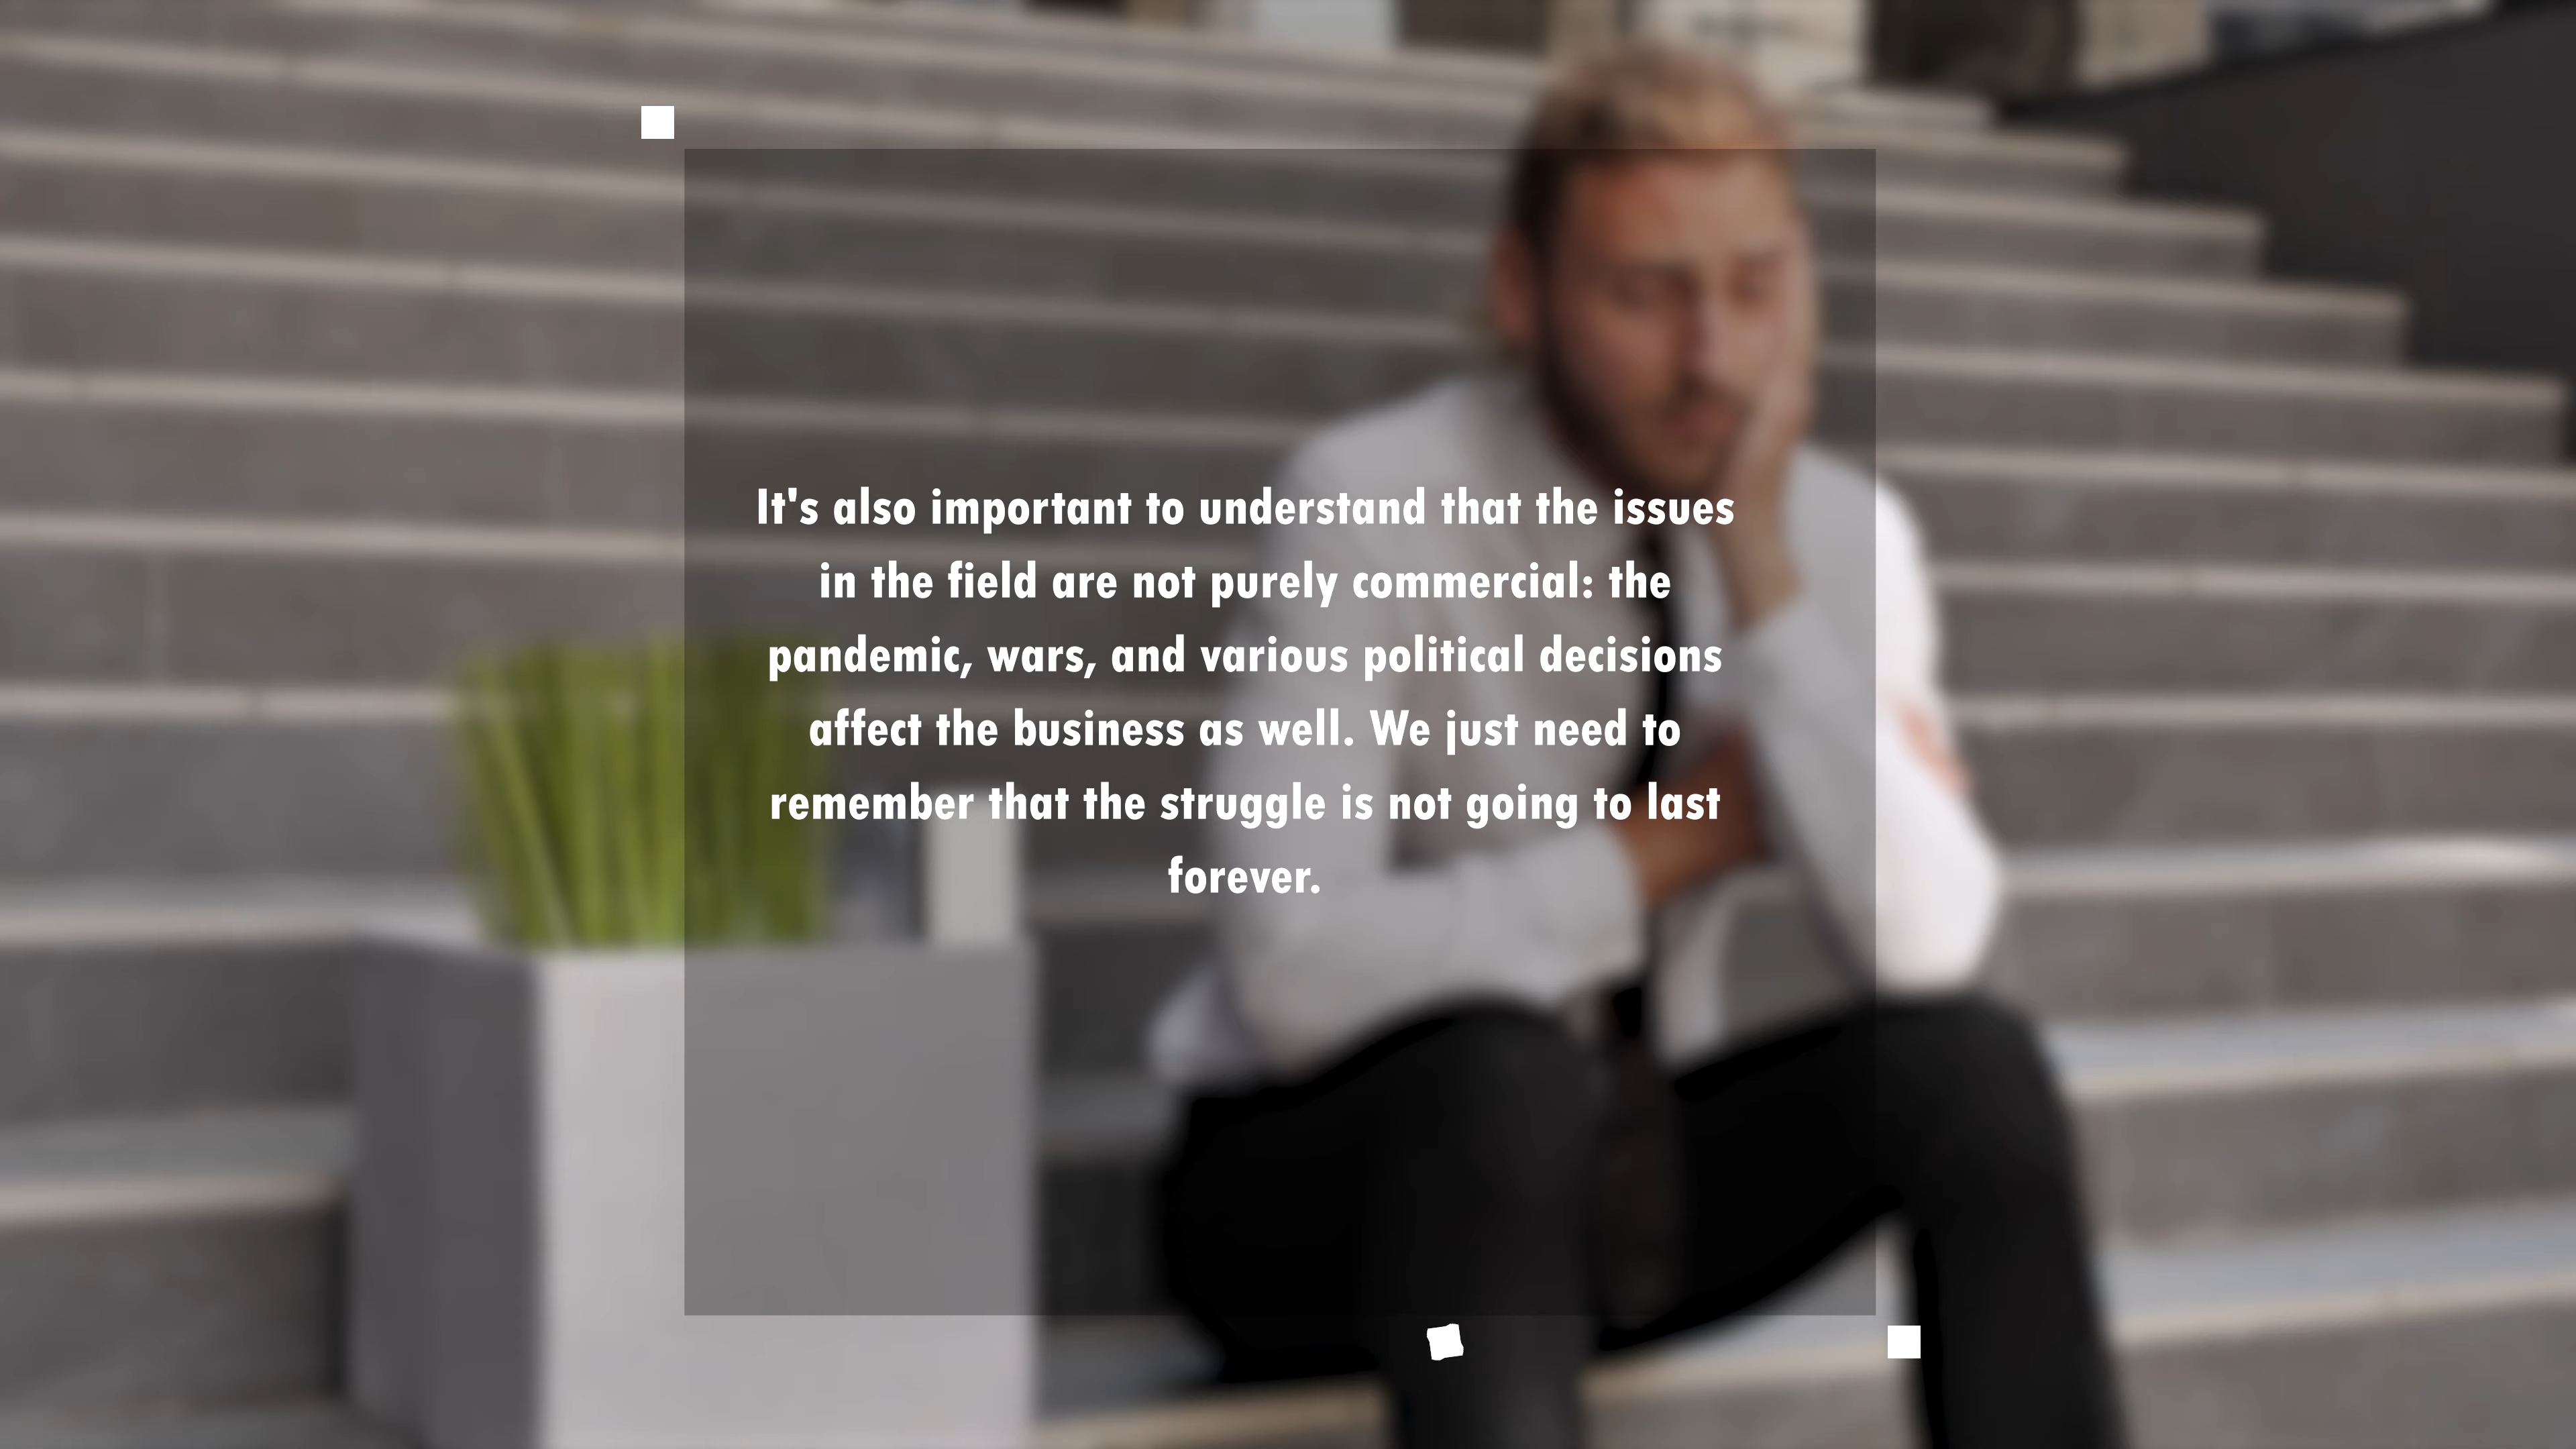 It's also important to understand that the issues
in the field are not purely commercial: the
pandemic, wars, and various political decisions
affect the business as well. We just need to
remember that the struggle is not going to last
forever.